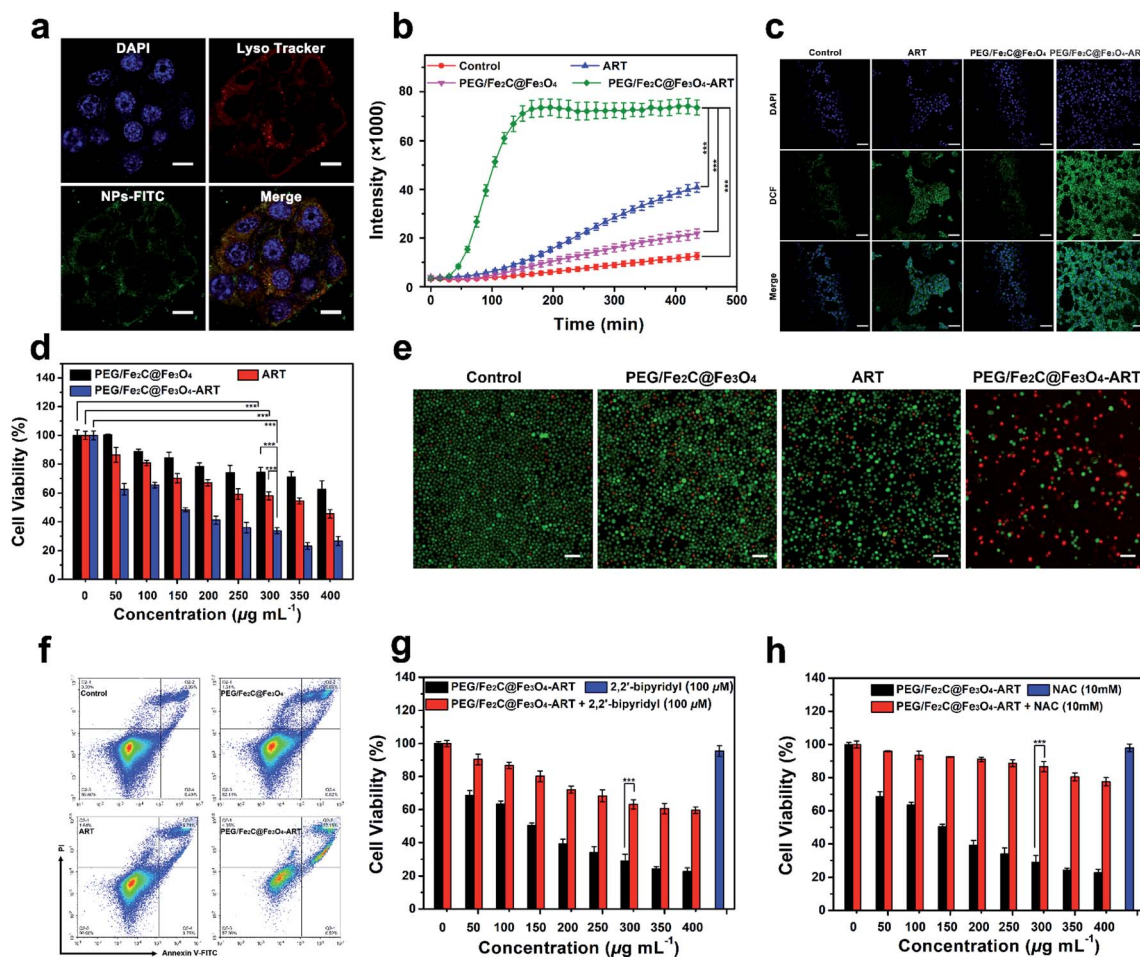 a
DAPI
Lyso Tracker
NPs-FITC
Merge
b
Control
ART
PEG/Fe₂C@Fe₃O₄
PEG/Fe₂C@Fe₃O₄-ART
Intensity (×1000)
80
60
40
20
0
***
***
***
0 100 200 300 400 500
Time (min)
c
Control ART PEG/Fe₂C@Fe₃O₄ PEG/Fe₂C@Fe₃O₄-ART
DAPI
DCF
Merge
d
PEG/Fe₂C@Fe₃O₄
ART
PEG/Fe₂C@Fe₃O₄-ART
Cell Viability (%)
140
120
100
80
60
40
20
0
***
***
***
***
***
0 50 100 150 200 250 300 350 400
Concentration (µg mL⁻¹)
e
Control
PEG/Fe₂C@Fe₃O₄
ART
PEG/Fe₂C@Fe₃O₄-ART
f
Control
PEG/Fe₂C@Fe₃O₄
ART
PEG/Fe₂C@Fe₃O₄-ART
PI
Annexin V-FITC
g
PEG/Fe₂C@Fe₃O₄-ART
2,2′-bipyridyl (100 µM)
PEG/Fe₂C@Fe₃O₄-ART + 2,2′-bipyridyl (100 µM)
Cell Viability (%)
140
120
100
80
60
40
20
0
***
0 50 100 150 200 250 300 350 400
Concentration (µg mL⁻¹)
h
PEG/Fe₂C@Fe₃O₄-ART
NAC (10mM)
PEG/Fe₂C@Fe₃O₄-ART + NAC (10mM)
Cell Viability (%)
140
120
100
80
60
40
20
0
***
0 50 100 150 200 250 300 350 400
Concentration (µg mL⁻¹)